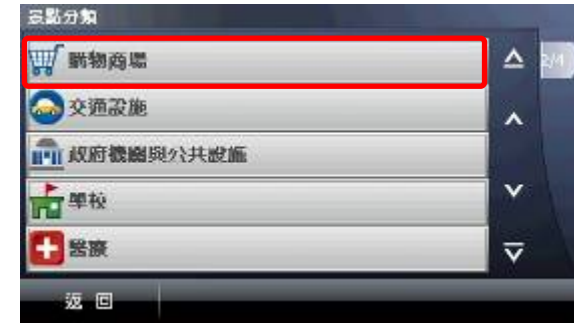 景點分類
購物商場
2/4
交通設施
政府機關與公共設施
學校
醫療
返回